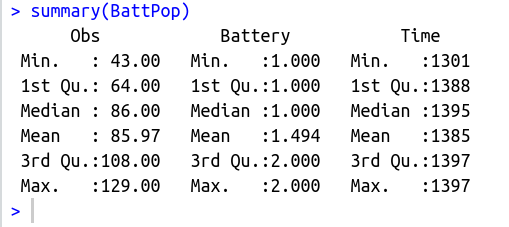 > summary(BattPop)
      Obs            Battery           Time
 Min.   : 43.00   Min.   :1.000   Min.   :1301
 1st Qu.: 64.00   1st Qu.:1.000   1st Qu.:1388
 Median : 86.00   Median :1.000   Median :1395
 Mean   : 85.97   Mean   :1.494   Mean   :1385
 3rd Qu.:108.00   3rd Qu.:2.000   3rd Qu.:1397
 Max.   :129.00   Max.   :2.000   Max.   :1397
>